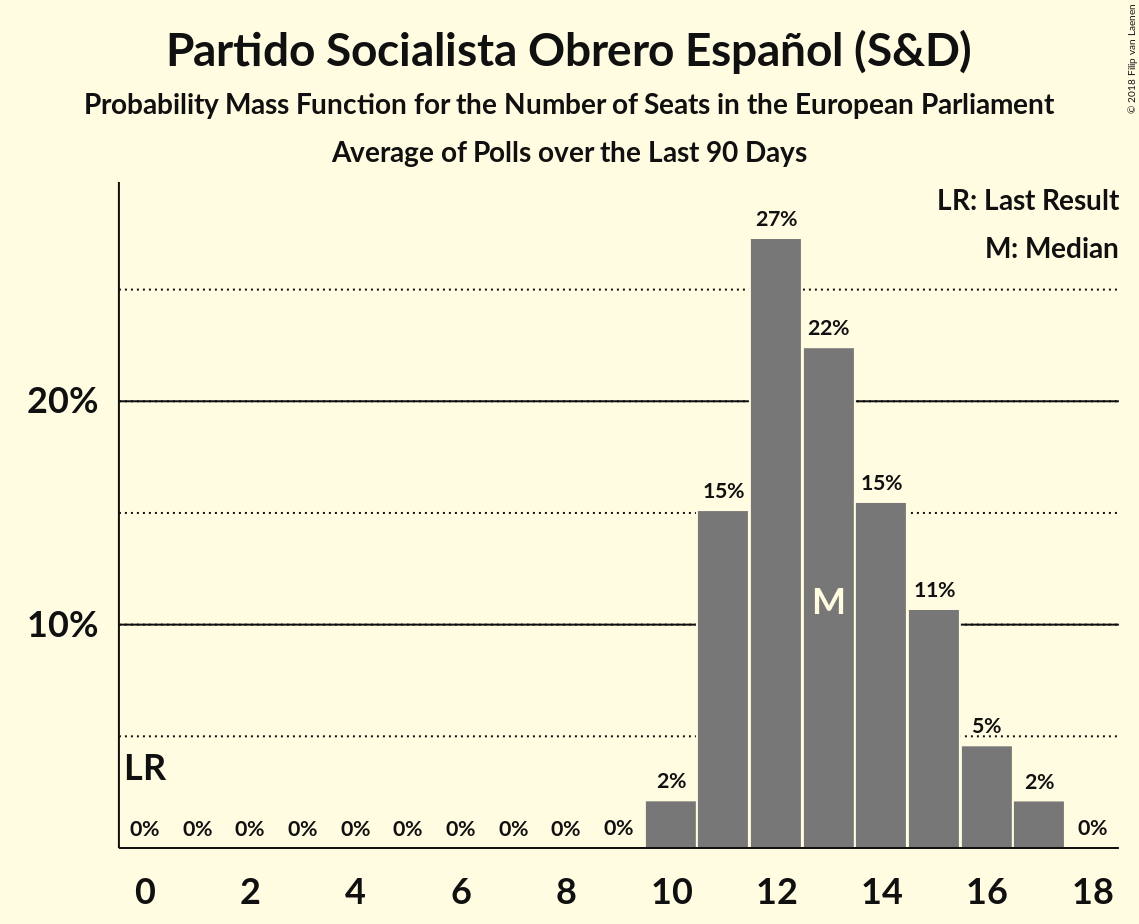 Partido Socialista Obrero Español (S&D)
Probability Mass Function for the Number of Seats in the European Parliament
Average of Polls over the Last 90 Days
© 2018 Filip van Laenen
LR: Last Result
M: Median
27%
22%
20%
15%
15%
11%
M
10%
5%
LR
2%
2%
0% 0% 0% 0% 0% 0% 0% 0% 0% 0% 0%
0 2 4 6 8 10 12 14 16 18